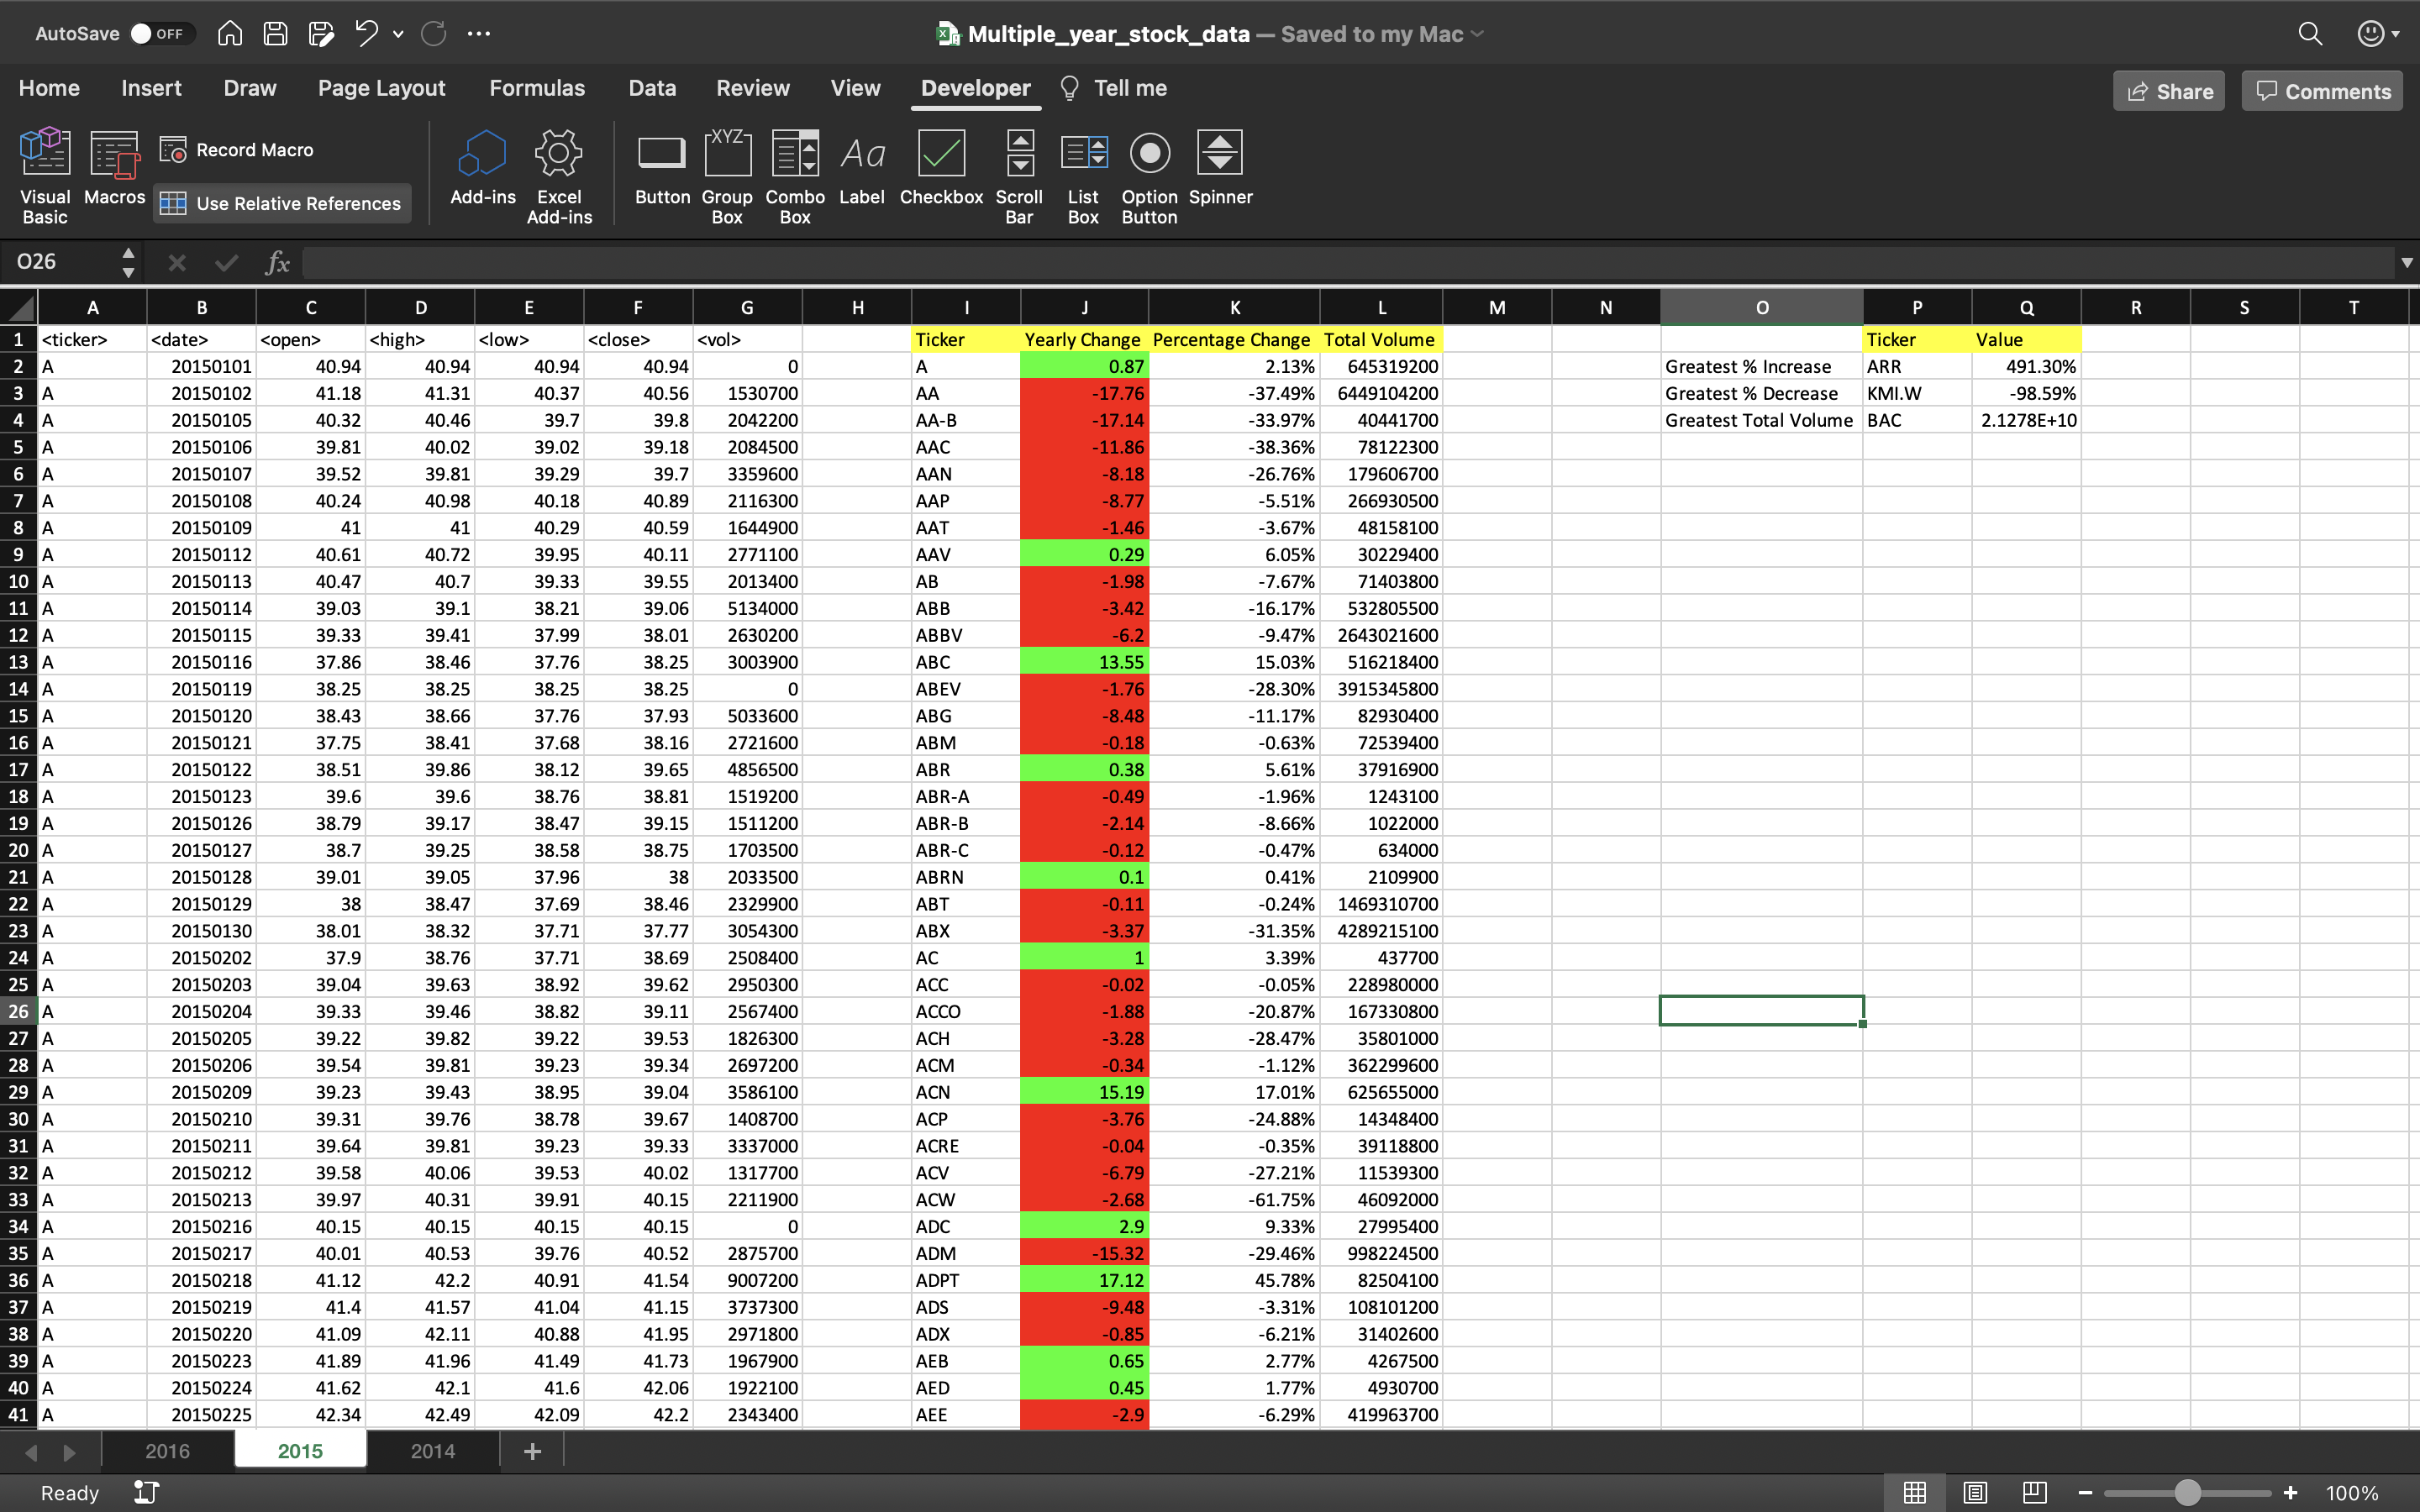 AutoSave OFF Multiple_year_stock_data — Saved to my Mac
Home Insert Draw Page Layout Formulas Data Review View Developer Tell me Share Comments
Visual Basic Macros Record Macro Use Relative References Add-ins Excel Add-ins XYZ Button Group Box Combo Box Aa Label Checkbox Scroll Bar List Box Option Button Spinner
O26 fx
A B C D E F G H I J K L M N O P Q R S T
1 <ticker> <date> <open> <high> <low> <close> <vol> Ticker Yearly Change Percentage Change Total Volume Ticker Value
2 A 20150101 40.94 40.94 40.94 40.94 0 A 0.87 2.13% 645319200 Greatest % Increase ARR 491.30%
3 A 20150102 41.18 41.31 40.37 40.56 1530700 AA -17.76 -37.49% 6449104200 Greatest % Decrease KMI.W -98.59%
4 A 20150105 40.32 40.46 39.7 39.8 2042200 AA-B -17.14 -33.97% 40441700 Greatest Total Volume BAC 2.1278E+10
5 A 20150106 39.81 40.02 39.02 39.18 2084500 AAC -11.86 -38.36% 78122300
6 A 20150107 39.52 39.81 39.29 39.7 3359600 AAN -8.18 -26.76% 179606700
7 A 20150108 40.24 40.98 40.18 40.89 2116300 AAP -8.77 -5.51% 266930500
8 A 20150109 41 41 40.29 40.59 1644900 AAT -1.46 -3.67% 48158100
9 A 20150112 40.61 40.72 39.95 40.11 2771100 AAV 0.29 6.05% 30229400
10 A 20150113 40.47 40.7 39.33 39.55 2013400 AB -1.98 -7.67% 71403800
11 A 20150114 39.03 39.1 38.21 39.06 5134000 ABB -3.42 -16.17% 532805500
12 A 20150115 39.33 39.41 37.99 38.01 2630200 ABBV -6.2 -9.47% 2643021600
13 A 20150116 37.86 38.46 37.76 38.25 3003900 ABC 13.55 15.03% 516218400
14 A 20150119 38.25 38.25 38.25 38.25 0 ABEV -1.76 -28.30% 3915345800
15 A 20150120 38.43 38.66 37.76 37.93 5033600 ABG -8.48 -11.17% 82930400
16 A 20150121 37.75 38.41 37.68 38.16 2721600 ABM -0.18 -0.63% 72539400
17 A 20150122 38.51 39.86 38.12 39.65 4856500 ABR 0.38 5.61% 37916900
18 A 20150123 39.6 39.6 38.76 38.81 1519200 ABR-A -0.49 -1.96% 1243100
19 A 20150126 38.79 39.17 38.47 39.15 1511200 ABR-B -2.14 -8.66% 1022000
20 A 20150127 38.7 39.25 38.58 38.75 1703500 ABR-C -0.12 -0.47% 634000
21 A 20150128 39.01 39.05 37.96 38 2033500 ABRN 0.1 0.41% 2109900
22 A 20150129 38 38.47 37.69 38.46 2329900 ABT -0.11 -0.24% 1469310700
23 A 20150130 38.01 38.32 37.71 37.77 3054300 ABX -3.37 -31.35% 4289215100
24 A 20150202 37.9 38.76 37.71 38.69 2508400 AC 1 3.39% 437700
25 A 20150203 39.04 39.63 38.92 39.62 2950300 ACC -0.02 -0.05% 228980000
26 A 20150204 39.33 39.46 38.82 39.11 2567400 ACCO -1.88 -20.87% 167330800
27 A 20150205 39.22 39.82 39.22 39.53 1826300 ACH -3.28 -28.47% 35801000
28 A 20150206 39.54 39.81 39.23 39.34 2697200 ACM -0.34 -1.12% 362299600
29 A 20150209 39.23 39.43 38.95 39.04 3586100 ACN 15.19 17.01% 625655000
30 A 20150210 39.31 39.76 38.78 39.67 1408700 ACP -3.76 -24.88% 14348400
31 A 20150211 39.64 39.81 39.23 39.33 3337000 ACRE -0.04 -0.35% 39118800
32 A 20150212 39.58 40.06 39.53 40.02 1317700 ACV -6.79 -27.21% 11539300
33 A 20150213 39.97 40.31 39.91 40.15 2211900 ACW -2.68 -61.75% 46092000
34 A 20150216 40.15 40.15 40.15 40.15 0 ADC 2.9 9.33% 27995400
35 A 20150217 40.01 40.53 39.76 40.52 2875700 ADM -15.32 -29.46% 998224500
36 A 20150218 41.12 42.2 40.91 41.54 9007200 ADPT 17.12 45.78% 82504100
37 A 20150219 41.4 41.57 41.04 41.15 3737300 ADS -9.48 -3.31% 108101200
38 A 20150220 41.09 42.11 40.88 41.95 2971800 ADX -0.85 -6.21% 31402600
39 A 20150223 41.89 41.96 41.49 41.73 1967900 AEB 0.65 2.77% 4267500
40 A 20150224 41.62 42.1 41.6 42.06 1922100 AED 0.45 1.77% 4930700
41 A 20150225 42.34 42.49 42.09 42.2 2343400 AEE -2.9 -6.29% 419963700
2016 2015 2014 +
Ready 100%